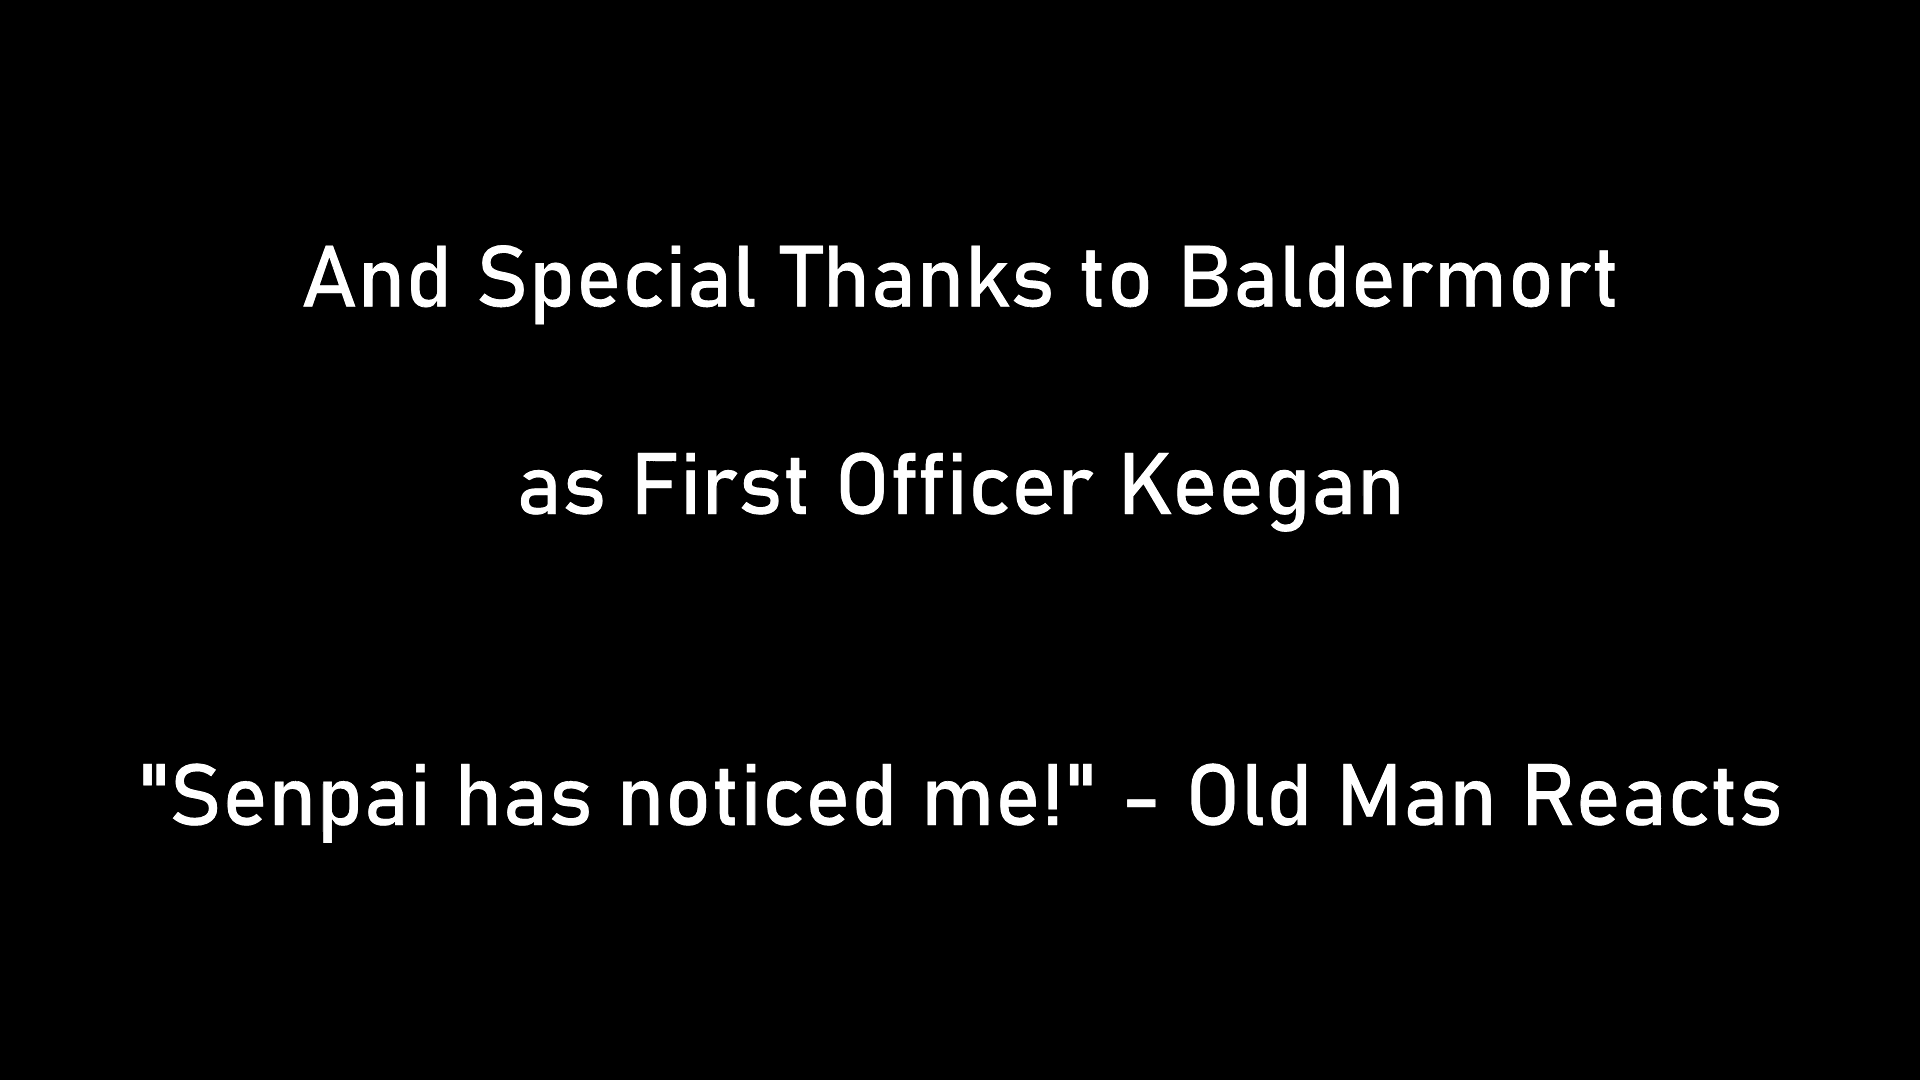 And Special Thanks to Baldermort
as First Officer Keegan
"Senpai has noticed me!" - Old Man Reacts